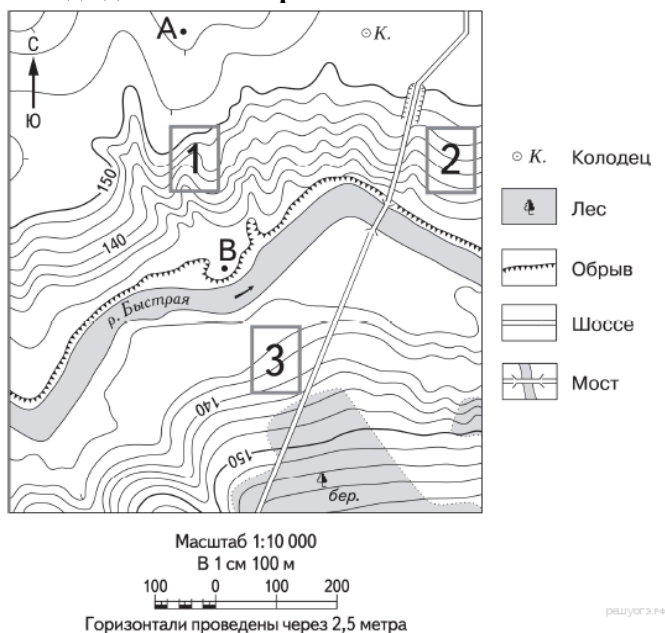 А
К.
С
Ю
1
2
150
140
В
р. Быстрая
3
140
150
бер.
К. Колодец
Лес
Обрыв
Шоссе
Мост
Масштаб 1:10 000
В 1 см 100 м
100 0 100 200
Горизонтали проведены через 2,5 метра
решуогэ.рф